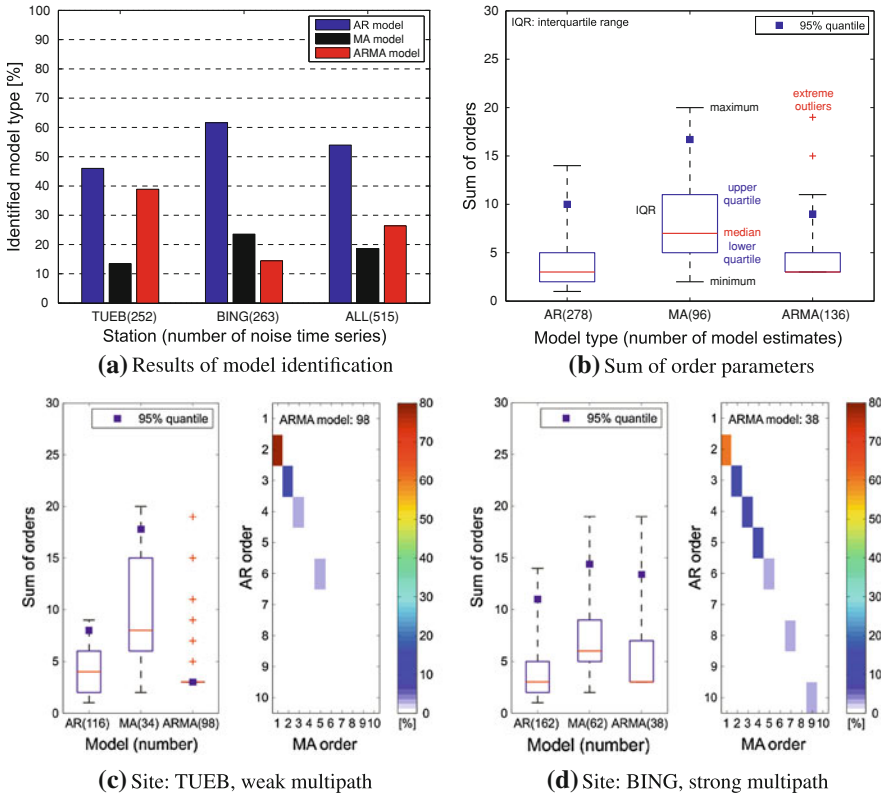 100
90
80
70
60
50
40
30
20
10
0
Identified model type [%]
AR model
MA model
ARMA model
TUEB(252)
BING(263)
ALL(515)
Station (number of noise time series)
(a) Results of model identification
30
25
20
15
10
5
0
Sum of orders
IQR: interquartile range
95% quantile
maximum
extreme
outliers
upper
quartile
IQR
median
lower
quartile
minimum
AR(278)
MA(96)
ARMA(136)
Model type (number of model estimates)
(b) Sum of order parameters
30
25
20
15
10
5
0
Sum of orders
95% quantile
AR(116)
MA(34)
ARMA(98)
Model (number)
ARMA model: 98
1
2
3
4
5
6
7
8
9
10
AR order
1 2 3 4 5 6 7 8 9 10
MA order
80
70
60
50
40
30
20
10
0
[%]
(c) Site: TUEB, weak multipath
30
25
20
15
10
5
0
Sum of orders
95% quantile
AR(162)
MA(62)
ARMA(38)
Model (number)
ARMA model: 38
1
2
3
4
5
6
7
8
9
10
AR order
1 2 3 4 5 6 7 8 9 10
MA order
80
70
60
50
40
30
20
10
0
[%]
(d) Site: BING, strong multipath